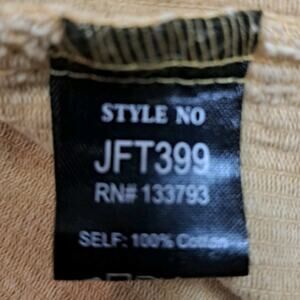 STYLE NO
JFT399
RN# 133793
SELF: 100% Cotton